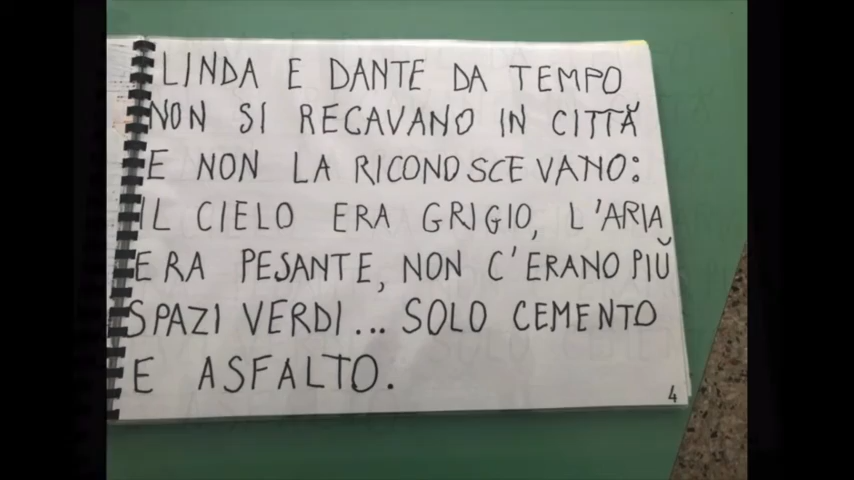 LINDA E DANTE DA TEMPO
NON SI RECAVANO IN CITTÀ
E NON LA RICONOSCEVANO:
IL CIELO ERA GRIGIO, L'ARIA
ERA PESANTE, NON C'ERANO PIÙ
SPAZI VERDI... SOLO CEMENTO
E ASFALTO.
4